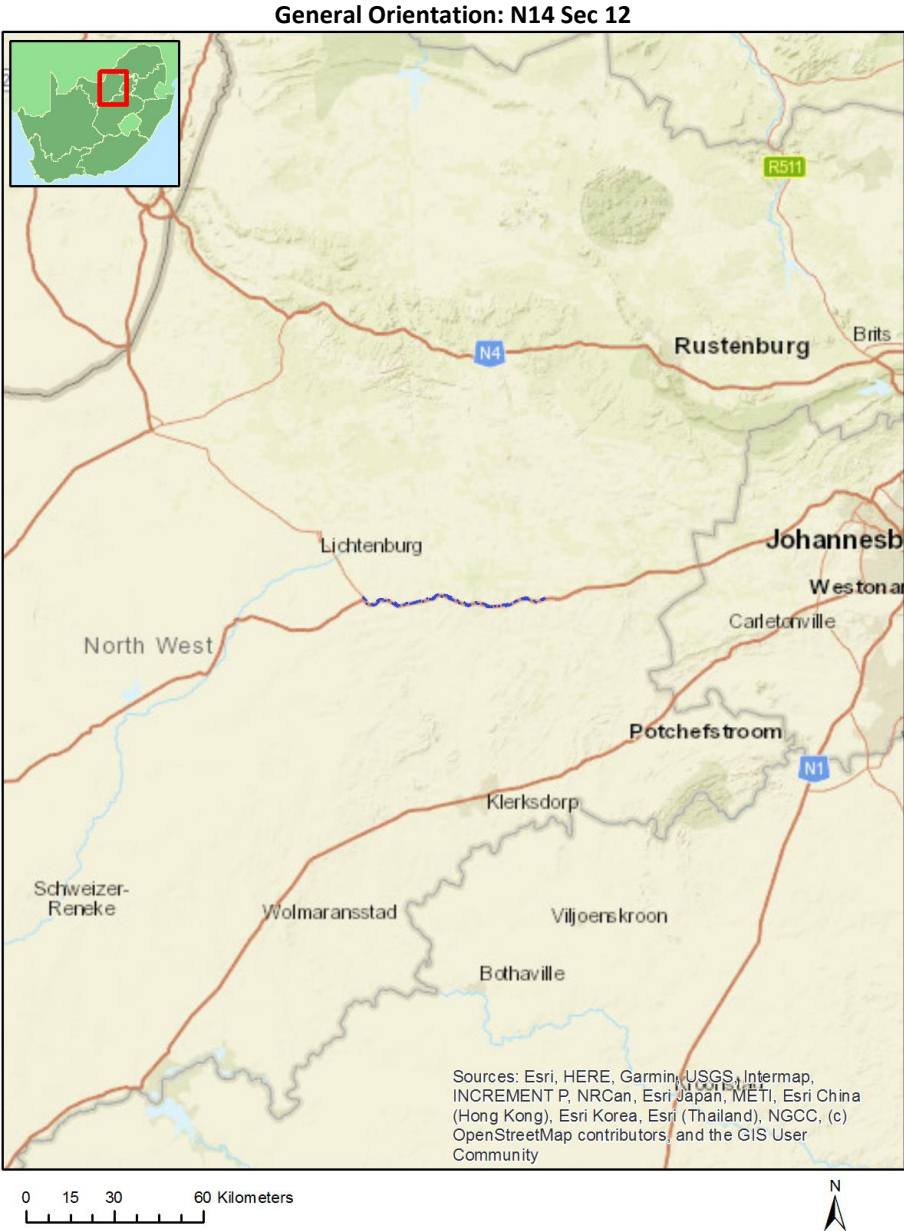 General Orientation: N14 Sec 12
R511
N4
Rustenburg
Brits
Lichtenburg
Johannesb
Westonar
Carletonville
North West
Potchefstroom
N1
Klerksdorp
Schweizer-
Reneke
Wolmaransstad
Viljoenskroon
Bothaville
Kroonstad
Sources: Esri, HERE, Garmin, USGS, Intermap,
INCREMENT P, NRCan, Esri Japan, METI, Esri China
(Hong Kong), Esri Korea, Esri (Thailand), NGCC, (c)
OpenStreetMap contributors, and the GIS User
Community
0 15 30 60 Kilometers
N